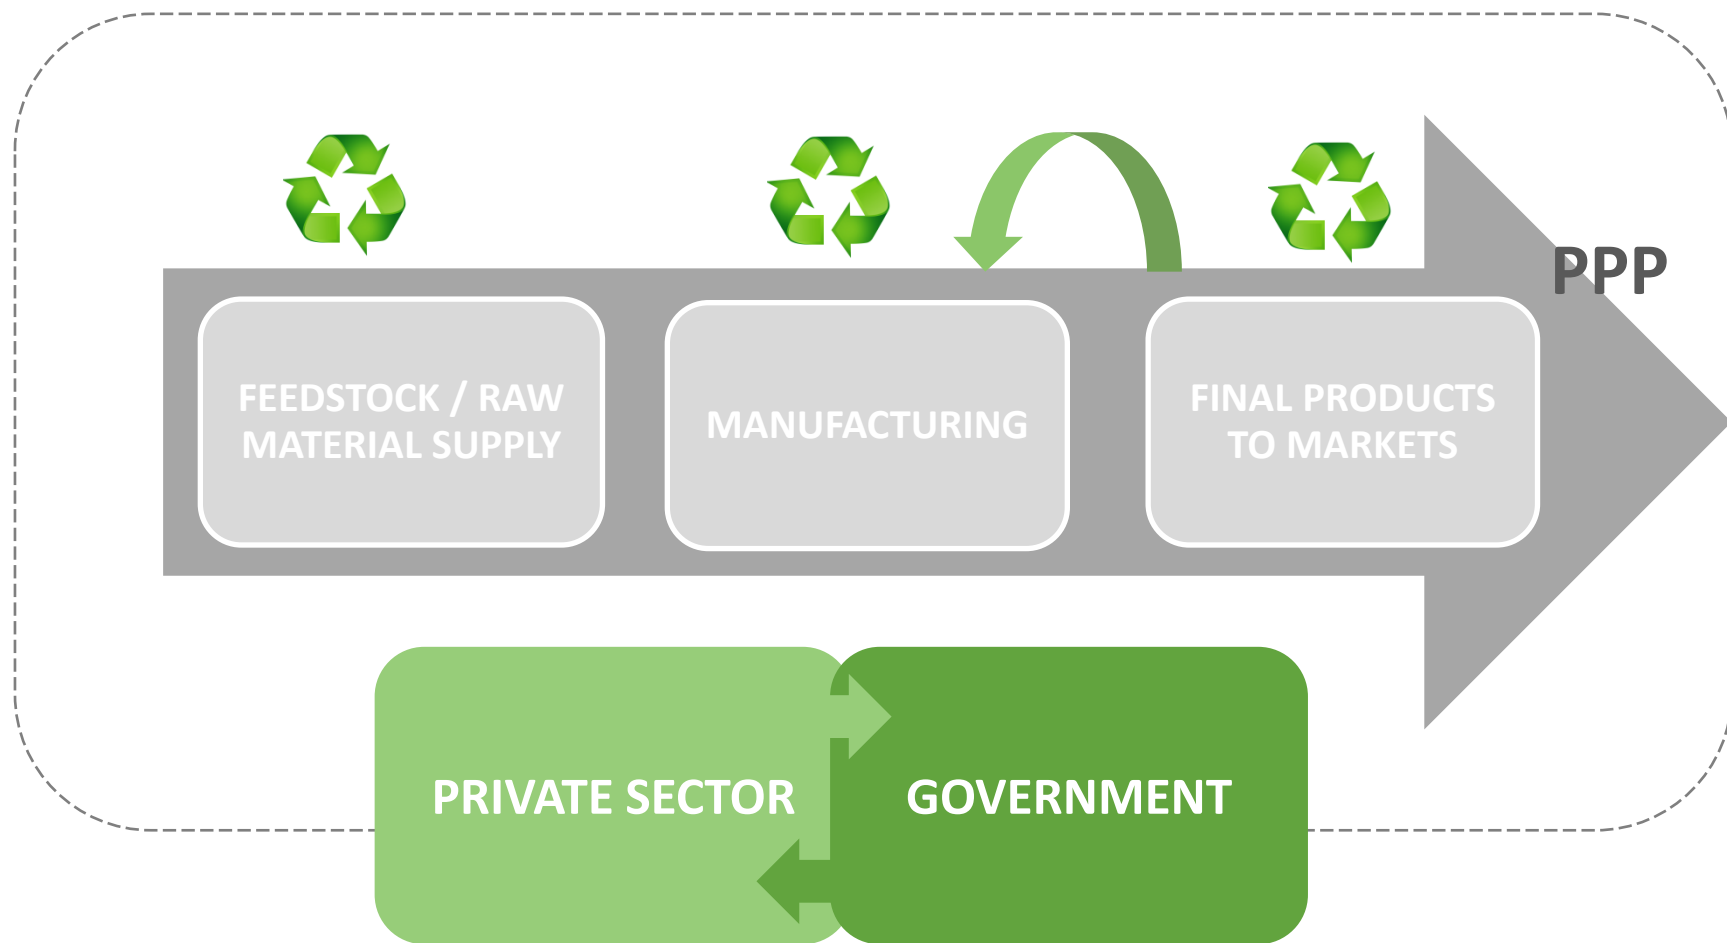 PPP
FEEDSTOCK / RAW
MATERIAL SUPPLY
MANUFACTURING
FINAL PRODUCTS
TO MARKETS
PRIVATE SECTOR
GOVERNMENT